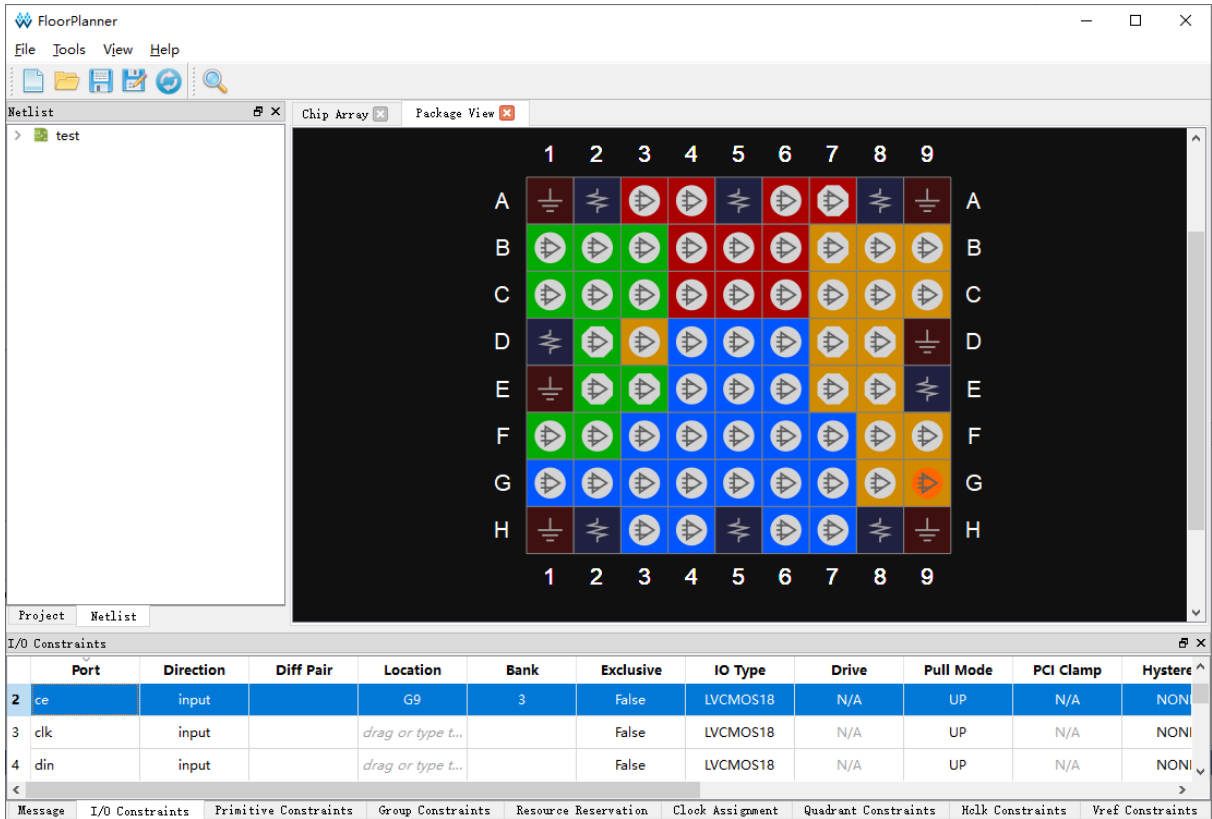 FloorPlanner
File Tools View Help
Netlist
Chip Array Package View
test
1 2 3 4 5 6 7 8 9
A A
B B
C C
D D
E E
F F
G G
H H
1 2 3 4 5 6 7 8 9
Project Netlist
I/O Constraints
Port Direction Diff Pair Location Bank Exclusive IO Type Drive Pull Mode PCI Clamp Hystere
2 ce input G9 3 False LVCMOS18 N/A UP N/A NONI
3 clk input drag or type t... False LVCMOS18 N/A UP N/A NONI
4 din input drag or type t... False LVCMOS18 N/A UP N/A NONI
Message I/O Constraints Primitive Constraints Group Constraints Resource Reservation Clock Assignment Quadrant Constraints Hclk Constraints Vref Constraints